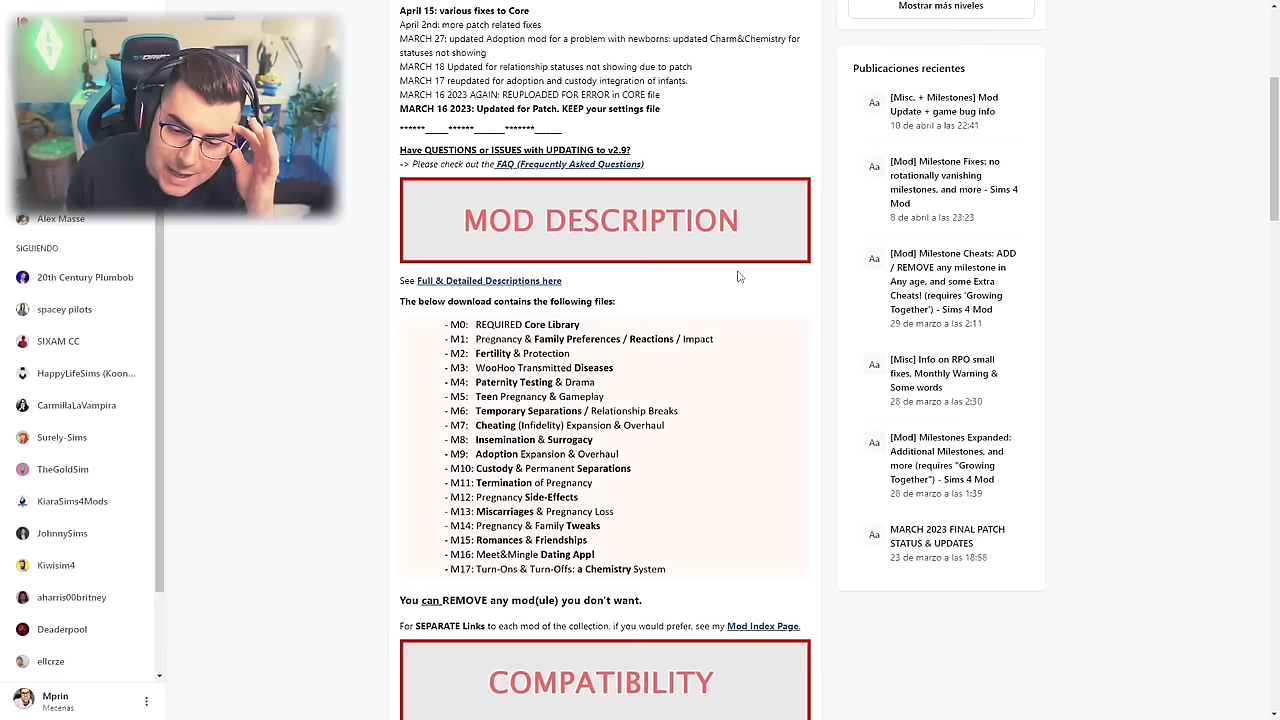 April 15: various fixes to Core
April 2nd: more patch related fixes
MARCH 27: updated Adoption mod for a problem with newborns; updated Charm&Chemistry for
statuses not showing
MARCH 18 Updated for relationship statuses not showing due to patch
MARCH 17 reupdated for adoption and custody integration of infants.
MARCH 16 2023 AGAIN: REUPLOADED FOR ERROR in CORE file
MARCH 16 2023: Updated for Patch. KEEP your settings file
******_____******_______*******______
Have QUESTIONS or ISSUES with UPDATING to v2.9?
-> Please check out the FAQ (Frequently Asked Questions)
MOD DESCRIPTION
See Full & Detailed Descriptions here
The below download contains the following files:
- M0: REQUIRED Core Library
- M1: Pregnancy & Family Preferences / Reactions / Impact
- M2: Fertility & Protection
- M3: WooHoo Transmitted Diseases
- M4: Paternity Testing & Drama
- M5: Teen Pregnancy & Gameplay
- M6: Temporary Separations / Relationship Breaks
- M7: Cheating (Infidelity) Expansion & Overhaul
- M8: Insemination & Surrogacy
- M9: Adoption Expansion & Overhaul
- M10: Custody & Permanent Separations
- M11: Termination of Pregnancy
- M12: Pregnancy Side-Effects
- M13: Miscarriages & Pregnancy Loss
- M14: Pregnancy & Family Tweaks
- M15: Romances & Friendships
- M16: Meet&Mingle Dating App!
- M17: Turn-Ons & Turn-Offs: a Chemistry System
You can REMOVE any mod(ule) you don't want.
For SEPARATE Links to each mod of the collection, if you would prefer, see my Mod Index Page.
COMPATIBILITY
Alex Masse
SIGUIENDO
20th Century Plumbob
spacey pilots
SIXAM CC
HappyLifeSims (Koon...
CarmillaLaVampira
Surely-Sims
TheGoldSim
KiaraSims4Mods
JohnnySims
Kiwisim4
aharris00britney
Deaderpool
ellcrze
Mprin
Mecenas
Mostrar más niveles
Publicaciones recientes
Aa
[Misc. + Milestones] Mod
Update + game bug info
10 de abril a las 22:41
Aa
[Mod] Milestone Fixes: no
rotationally vanishing
milestones, and more - Sims 4
Mod
8 de abril a las 23:23
Aa
[Mod] Milestone Cheats: ADD
/ REMOVE any milestone in
Any age, and some Extra
Cheats! (requires 'Growing
Together') - Sims 4 Mod
29 de marzo a las 2:11
Aa
[Misc] Info on RPO small
fixes, Monthly Warning &
Some words
28 de marzo a las 2:30
Aa
[Mod] Milestones Expanded:
Additional Milestones, and
more (requires "Growing
Together") - Sims 4 Mod
28 de marzo a las 1:39
Aa
MARCH 2023 FINAL PATCH
STATUS & UPDATES
23 de marzo a las 18:58